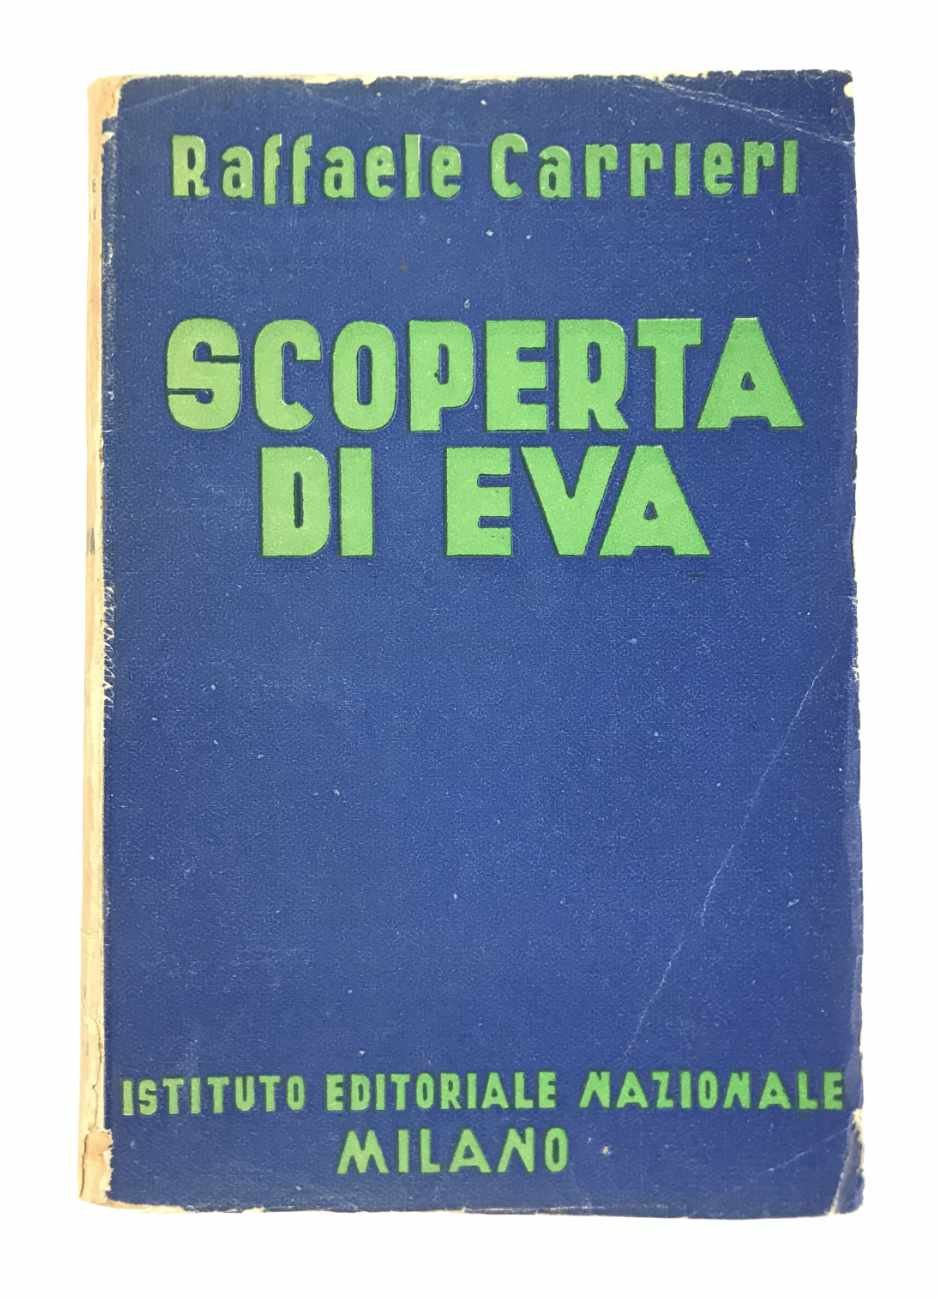 Raffaele Carrieri
SCOPERTA
DI EVA
ISTITUTO EDITORIALE NAZIONALE
MILANO